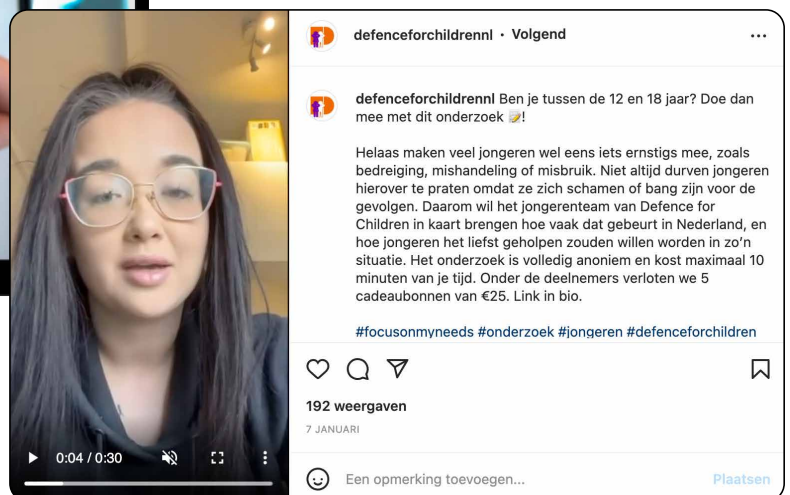 defenceforchildrennl • Volgend
defenceforchildrennl Ben je tussen de 12 en 18 jaar? Doe dan
mee met dit onderzoek 📝!
Helaas maken veel jongeren wel eens iets ernstigs mee, zoals
bedreiging, mishandeling of misbruik. Niet altijd durven jongeren
hierover te praten omdat ze zich schamen of bang zijn voor de
gevolgen. Daarom wil het jongerenteam van Defence for
Children in kaart brengen hoe vaak dat gebeurt in Nederland, en
hoe jongeren het liefst geholpen zouden willen worden in zo'n
situatie. Het onderzoek is volledig anoniem en kost maximaal 10
minuten van je tijd. Onder de deelnemers verloten we 5
cadeaubonnen van €25. Link in bio.
#focusonmyneeds #onderzoek #jongeren #defenceforchildren
192 weergaven
7 JANUARI
0:04 / 0:30
Een opmerking toevoegen... Plaatsen